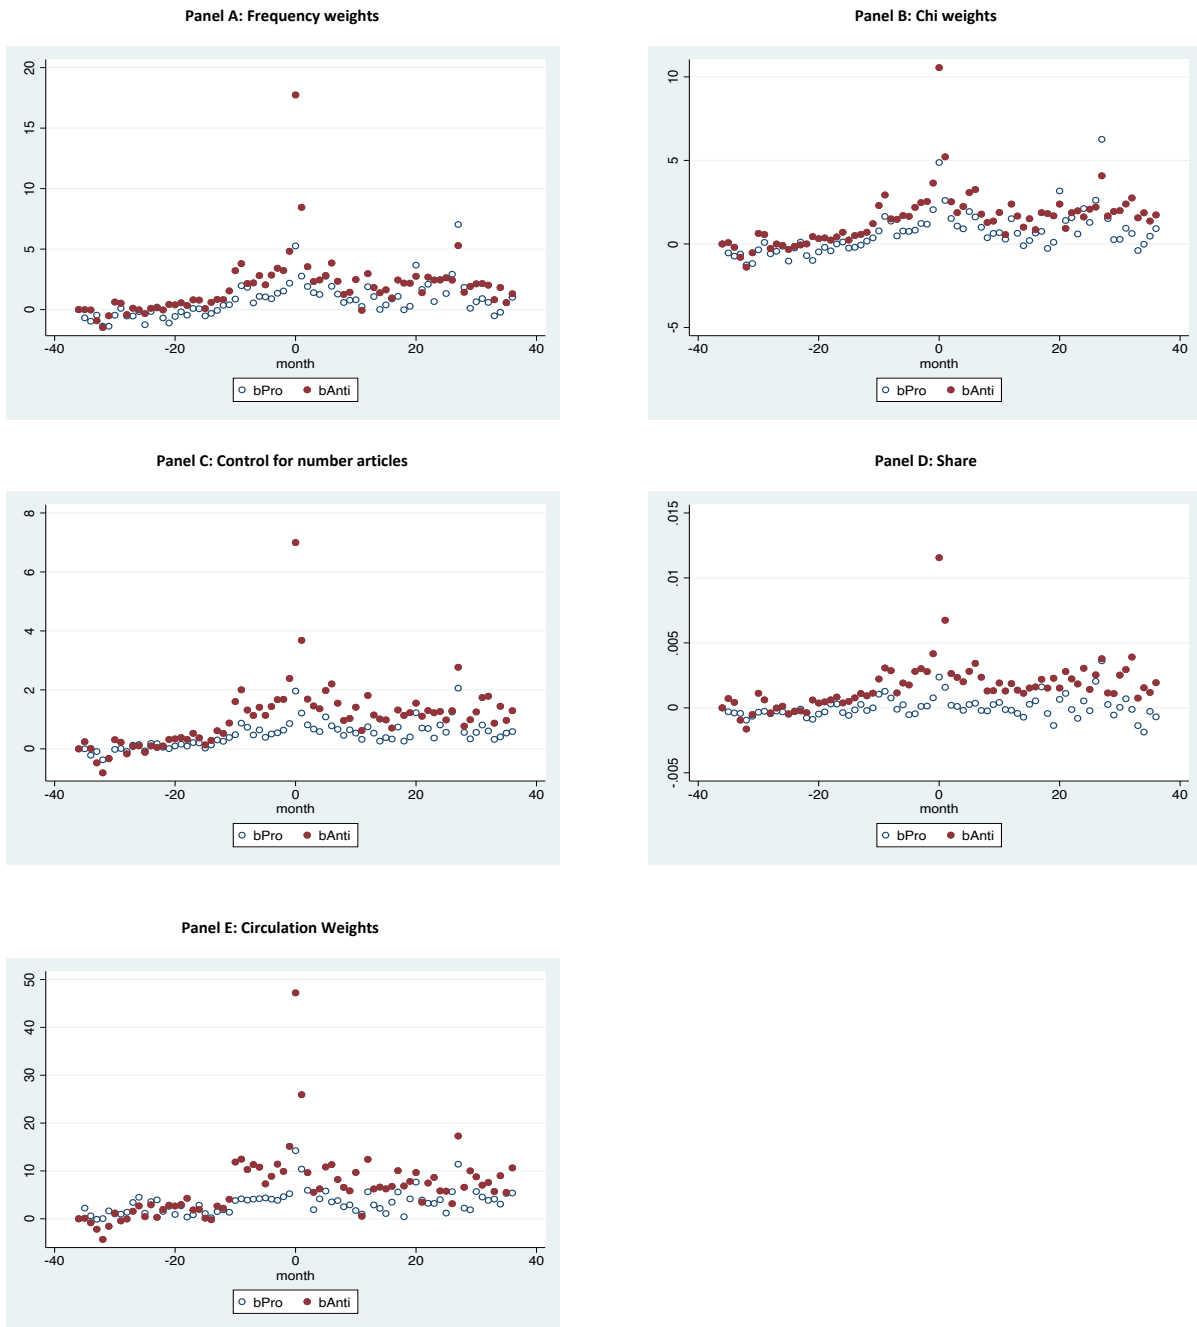 Panel A: Frequency weights
20
15
10
5
0
-40 -20 0 20 40
month
bPro bAnti
Panel B: Chi weights
10
5
0
-5
-40 -20 0 20 40
month
bPro bAnti
Panel C: Control for number articles
8
6
4
2
0
-40 -20 0 20 40
month
bPro bAnti
Panel D: Share
.015
.01
.005
0
-.005
-40 -20 0 20 40
month
bPro bAnti
Panel E: Circulation Weights
50
40
30
20
10
0
-40 -20 0 20 40
month
bPro bAnti